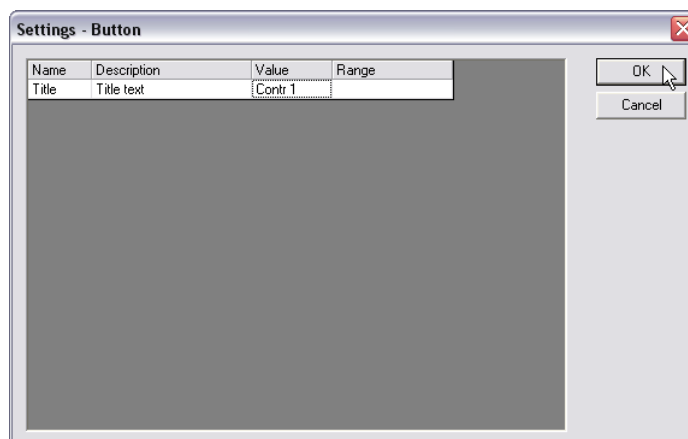 Settings - Button
Name Description Value Range
Title Title text Contr 1
OK
Cancel